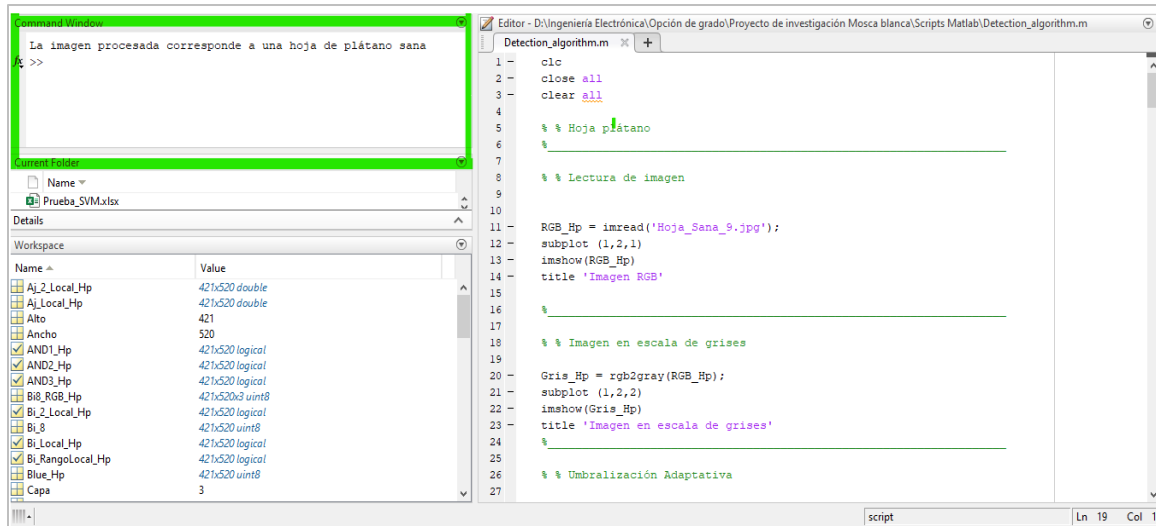 Command Window
La imagen procesada corresponde a una hoja de plátano sana
fx >>
Current Folder
Name
Prueba_SVM.xlsx
Details
Workspace
Name Value
Aj_2_Local_Hp 421x520 double
Aj_Local_Hp 421x520 double
Alto 421
Ancho 520
AND1_Hp 421x520 logical
AND2_Hp 421x520 logical
AND3_Hp 421x520 logical
Bi8_RGB_Hp 421x520x3 uint8
Bi_2_Local_Hp 421x520 logical
Bi_8 421x520 uint8
Bi_Local_Hp 421x520 logical
Bi_RangoLocal_Hp 421x520 logical
Blue_Hp 421x520 uint8
Capa 3
Editor - D:\Ingeniería Electrónica\Opción de grado\Proyecto de investigación Mosca blanca\Scripts Matlab\Detection_algorithm.m
Detection_algorithm.m × +
1 – clc
2 – close all
3 – clear all
4
5 % % Hoja plátano
6 %______________________________
7
8 % % Lectura de imagen
9
10
11 – RGB_Hp = imread('Hoja_Sana_9.jpg');
12 – subplot (1,2,1)
13 – imshow(RGB_Hp)
14 – title 'Imagen RGB'
15
16 %______________________________
17
18 % % Imagen en escala de grises
19
20 – Gris_Hp = rgb2gray(RGB_Hp);
21 – subplot (1,2,2)
22 – imshow(Gris_Hp)
23 – title 'Imagen en escala de grises'
24 %______________________________
25
26 % % Umbralización Adaptativa
27
script Ln 19 Col 1